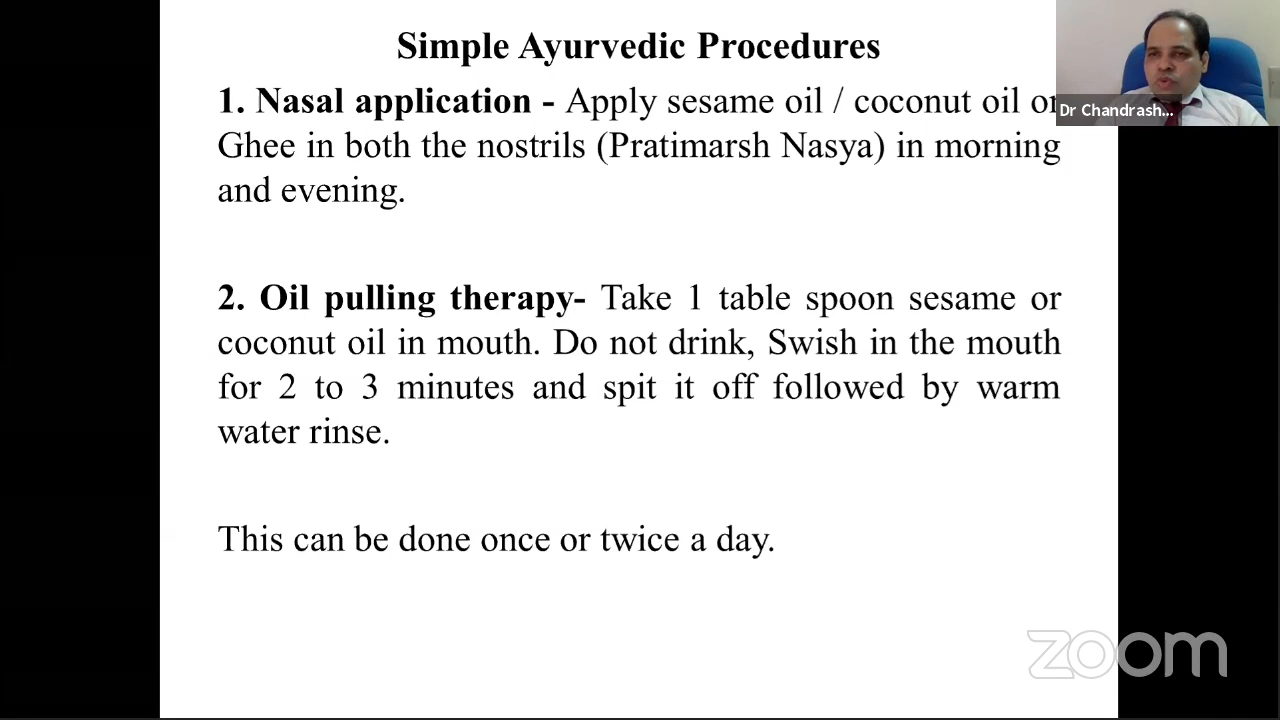 Simple Ayurvedic Procedures
1. Nasal application - Apply sesame oil / coconut oil or
Ghee in both the nostrils (Pratimarsh Nasya) in morning
and evening.
2. Oil pulling therapy- Take 1 table spoon sesame or
coconut oil in mouth. Do not drink, Swish in the mouth
for 2 to 3 minutes and spit it off followed by warm
water rinse.
This can be done once or twice a day.
Dr Chandrash...
zoom